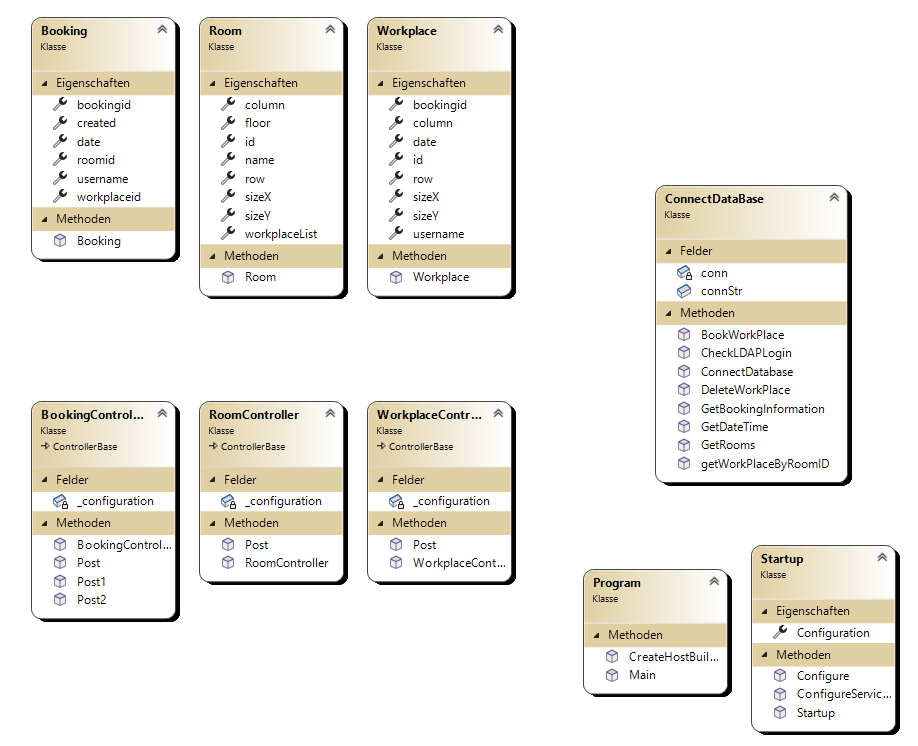 Booking
Klasse
Eigenschaften
bookingid
created
date
roomid
username
workplaceid
Methoden
Booking
Room
Klasse
Eigenschaften
column
floor
id
name
row
sizeX
sizeY
workplaceList
Methoden
Room
Workplace
Klasse
Eigenschaften
bookingid
column
date
id
row
sizeX
sizeY
username
Methoden
Workplace
ConnectDataBase
Klasse
Felder
conn
connStr
Methoden
BookWorkPlace
CheckLDAPLogin
ConnectDatabase
DeleteWorkPlace
GetBookingInformation
GetDateTime
GetRooms
getWorkPlaceByRoomID
BookingControl...
Klasse
ControllerBase
Felder
_configuration
Methoden
BookingControl...
Post
Post1
Post2
RoomController
Klasse
ControllerBase
Felder
_configuration
Methoden
Post
RoomController
WorkplaceContr...
Klasse
ControllerBase
Felder
_configuration
Methoden
Post
WorkplaceCont...
Program
Klasse
Methoden
CreateHostBuil...
Main
Startup
Klasse
Eigenschaften
Configuration
Methoden
Configure
ConfigureServic...
Startup